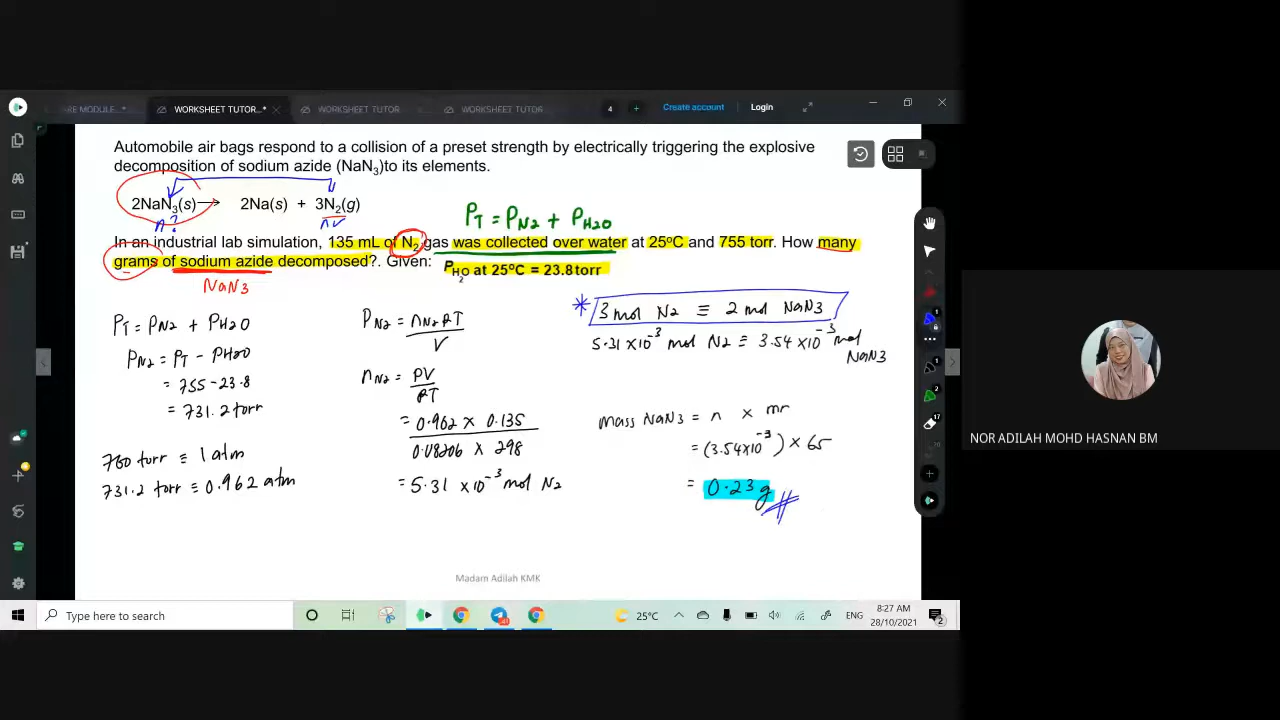 RE MODULE...*
WORKSHEET TUTOR...*
WORKSHEET TUTOR...
WORKSHEET TUTOR
4
Create account
Login
Automobile air bags respond to a collision of a preset strength by electrically triggering the explosive
decomposition of sodium azide (NaN3)to its elements.
2NaN3(s) → 2Na(s) + 3N2(g)
n?
nv
PT = PN2 + PH2O
In an industrial lab simulation, 135 mL of N2 gas was collected over water at 25oC and 755 torr. How many
grams of sodium azide decomposed?. Given: PH2O at 25oC = 23.8 torr
NaN3
PT = PN2 + PH2O
PN2 = PT - PH2O
= 755-23.8
= 731.2 torr
760 torr ≡ 1 atm
731.2 torr ≡ 0.962 atm
PN2 = nN2RT
V
nN2 = PV
RT
= 0.962 × 0.135
0.08206 × 298
= 5.31 ×10-3 mol N2
* 3 mol N2 ≡ 2 mol NaN3
5.31 ×10-3 mol N2 ≡ 3.54 ×10-3 mol
NaN3
mass NaN3 = n × mr
= (3.54×10-3) × 65
= 0.23g
Madam Adilah KMK
NOR ADILAH MOHD HASNAN BM
Type here to search
25°C
ENG
8:27 AM
28/10/2021
2